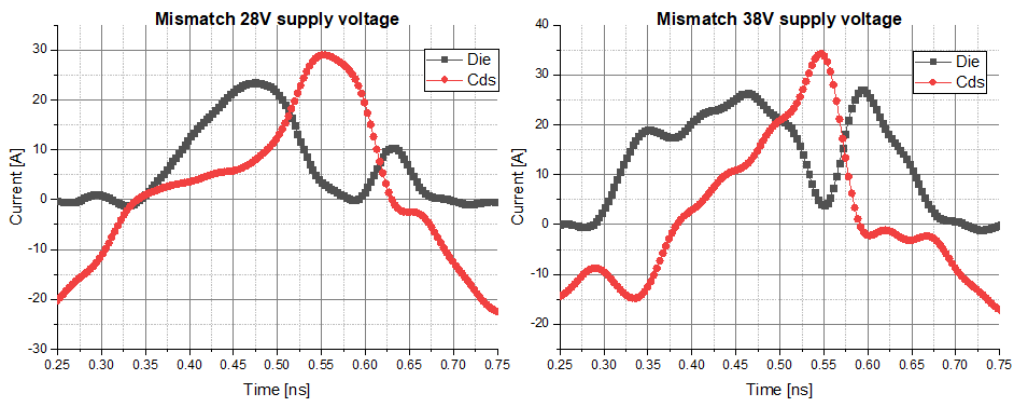 Mismatch 28V supply voltage
30
20
10
0
-10
-20
-30
Current [A]
Die
Cds
0.25 0.30 0.35 0.40 0.45 0.50 0.55 0.60 0.65 0.70 0.75
Time [ns]
Mismatch 38V supply voltage
40
30
20
10
0
-10
-20
Current [A]
Die
Cds
0.25 0.30 0.35 0.40 0.45 0.50 0.55 0.60 0.65 0.70 0.75
Time [ns]